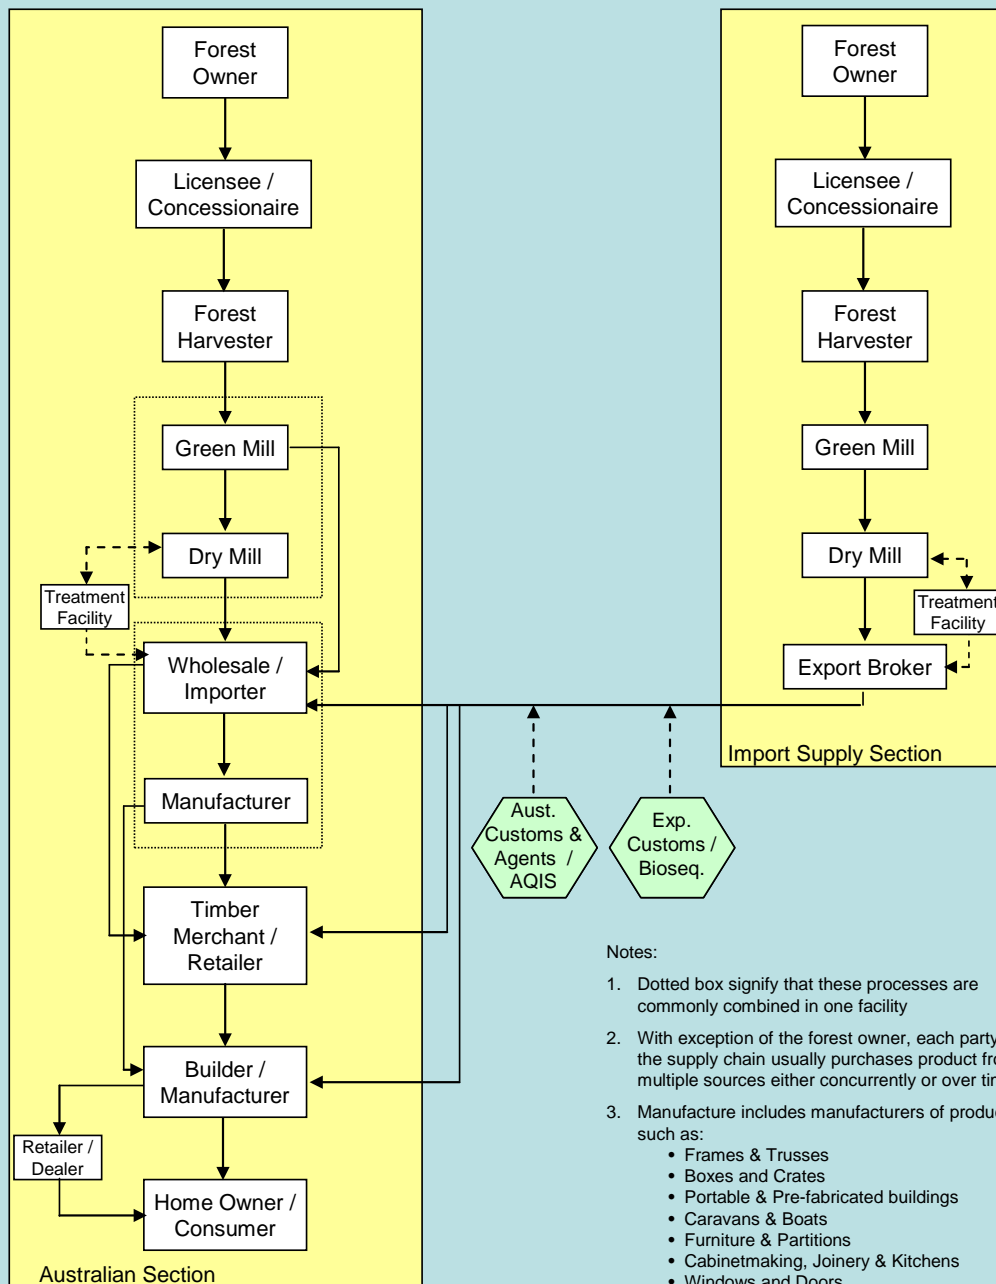 Forest
Owner
Licensee /
Concessionaire
Forest
Harvester
Green Mill
Dry Mill
Treatment
Facility
Wholesale /
Importer
Manufacturer
Timber
Merchant /
Retailer
Builder /
Manufacturer
Retailer /
Dealer
Home Owner /
Consumer
Australian Section
Forest
Owner
Licensee /
Concessionaire
Forest
Harvester
Green Mill
Dry Mill
Treatment
Facility
Export Broker
Import Supply Section
Aust.
Customs &
Agents /
AQIS
Exp.
Customs /
Bioseq.
Notes:
1. Dotted box signify that these processes are
commonly combined in one facility
2. With exception of the forest owner, each party
the supply chain usually purchases product fro
multiple sources either concurrently or over tim
3. Manufacture includes manufacturers of produc
such as:
• Frames & Trusses
• Boxes and Crates
• Portable & Pre-fabricated buildings
• Caravans & Boats
• Furniture & Partitions
• Cabinetmaking, Joinery & Kitchens
• Windows and Doors